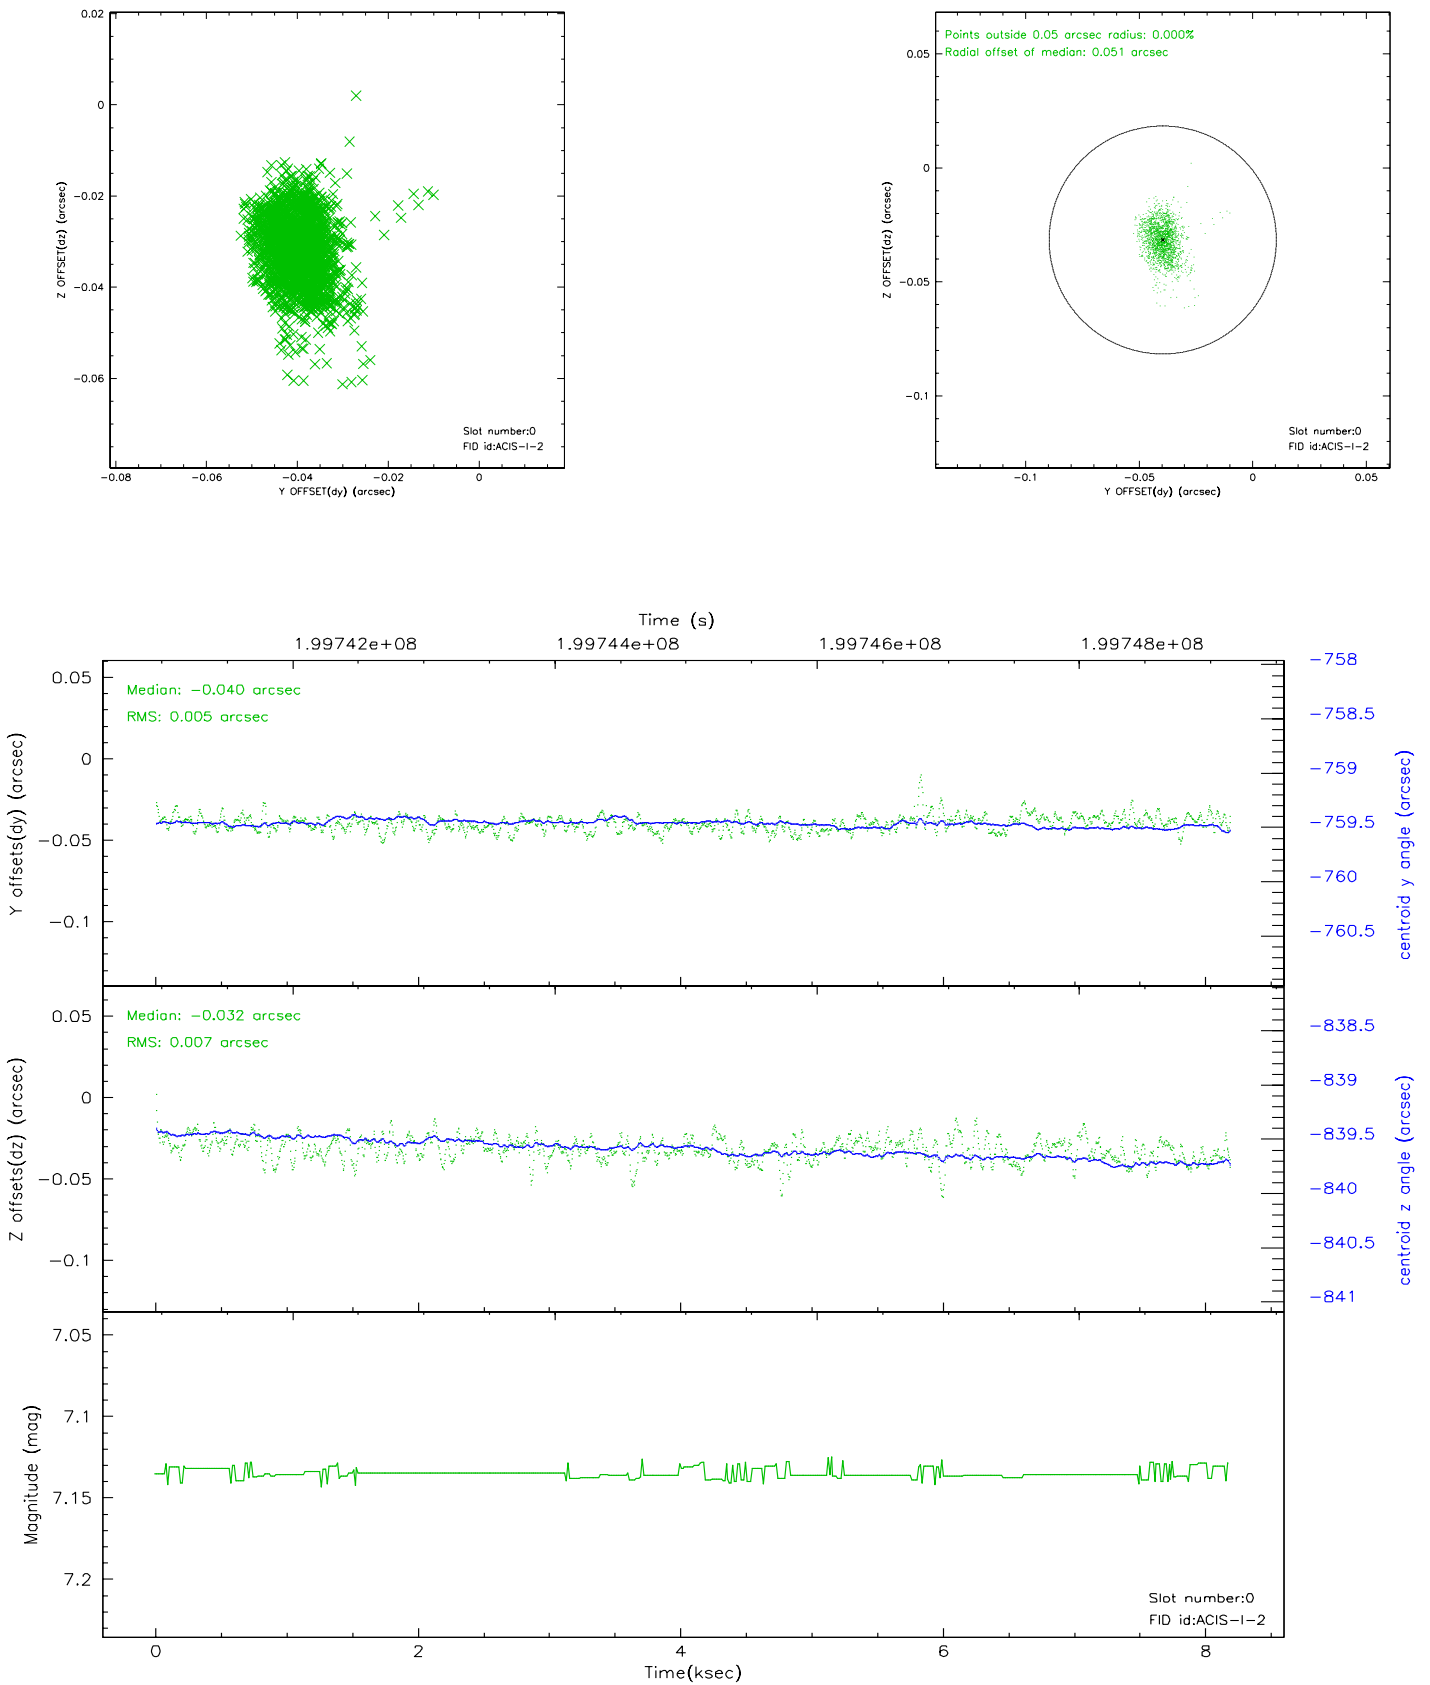 0.02
0
−0.02
−0.04
−0.06
Z OFFSET(dz) (arcsec)
−0.08
−0.06
−0.04
−0.02
0
Y OFFSET(dy) (arcsec)
Slot number:0
FID id:ACIS−I−2
Points outside 0.05 arcsec radius: 0.000%
Radial offset of median: 0.051 arcsec
0.05
0
−0.05
−0.1
Z OFFSET(dz) (arcsec)
−0.1
−0.05
0
0.05
Y OFFSET(dy) (arcsec)
Slot number:0
FID id:ACIS−I−2
Time (s)
1.99742e+08
1.99744e+08
1.99746e+08
1.99748e+08
0.05
0
−0.05
−0.1
Y offsets(dy) (arcsec)
Median: −0.040 arcsec
RMS: 0.005 arcsec
−758
−758.5
−759
−759.5
−760
−760.5
centroid y angle (arcsec)
0.05
0
−0.05
−0.1
Z offsets(dz) (arcsec)
Median: −0.032 arcsec
RMS: 0.007 arcsec
−838.5
−839
−839.5
−840
−840.5
−841
centroid z angle (arcsec)
7.05
7.1
7.15
7.2
Magnitude (mag)
Slot number:0
FID id:ACIS−I−2
0
2
4
6
8
Time(ksec)